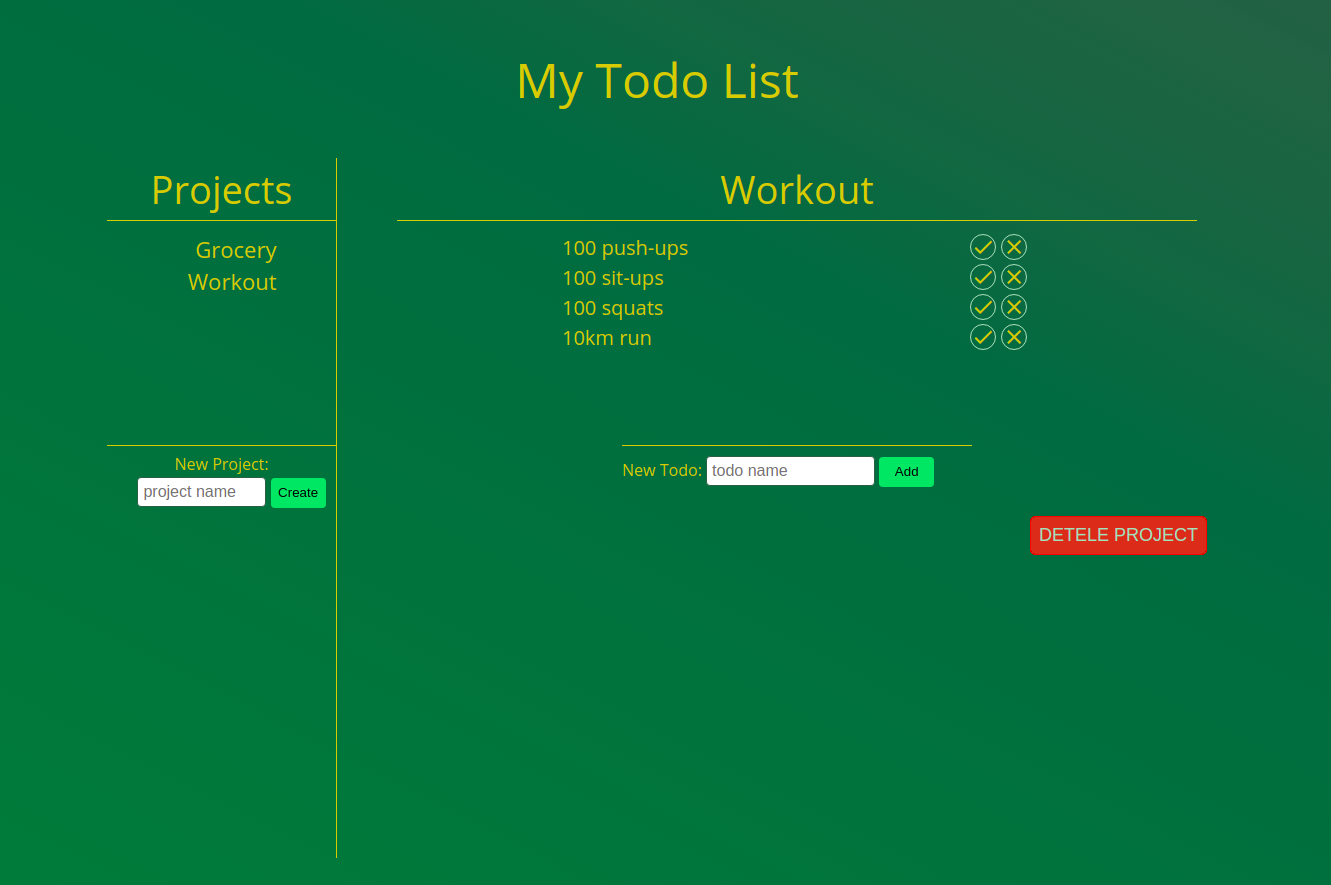 My Todo List
Projects
Grocery
Workout
New Project:
project name Create
Workout
100 push-ups
100 sit-ups
100 squats
10km run
New Todo: todo name Add
DETELE PROJECT